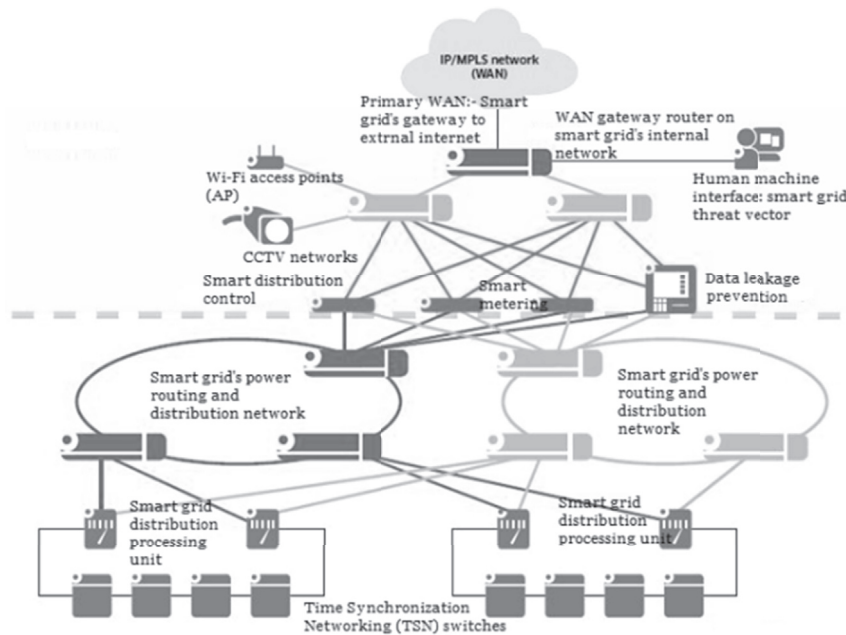 IP/MPLS network
(WAN)
Primary WAN:- Smart
grid's gateway to
extrnal internet
WAN gateway router on
smart grid's internal
network
Wi-Fi access points
(AP)
Human machine
interface: smart grid
threat vector
CCTV networks
Smart distribution
control
Smart
metering
Data leakage
prevention
Smart grid's power
routing and
distribution network
Smart grid's power
routing and
distribution
network
Smart grid
distribution
processing
unit
Smart grid
distribution
processing unit
Time Synchronization
Networking (TSN) switches